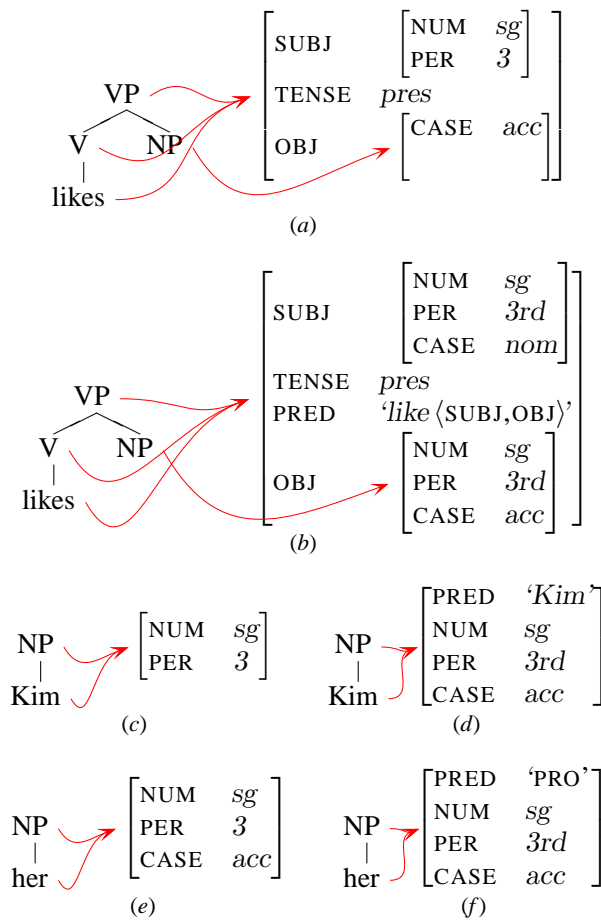 SUBJ NUM sg
PER 3
VP
TENSE pres
V NP
OBJ CASE acc
likes
(a)
NUM sg
SUBJ PER 3rd
CASE nom
TENSE pres
VP
PRED ‘like⟨SUBJ,OBJ⟩’
V NP
NUM sg
OBJ PER 3rd
likes
CASE acc
(b)
NP NUM sg
PER 3
Kim
(c)
PRED ‘Kim’
NP NUM sg
PER 3rd
Kim CASE acc
(d)
NUM sg
NP PER 3
CASE acc
her
(e)
PRED ‘PRO’
NP NUM sg
PER 3rd
her CASE acc
(f)